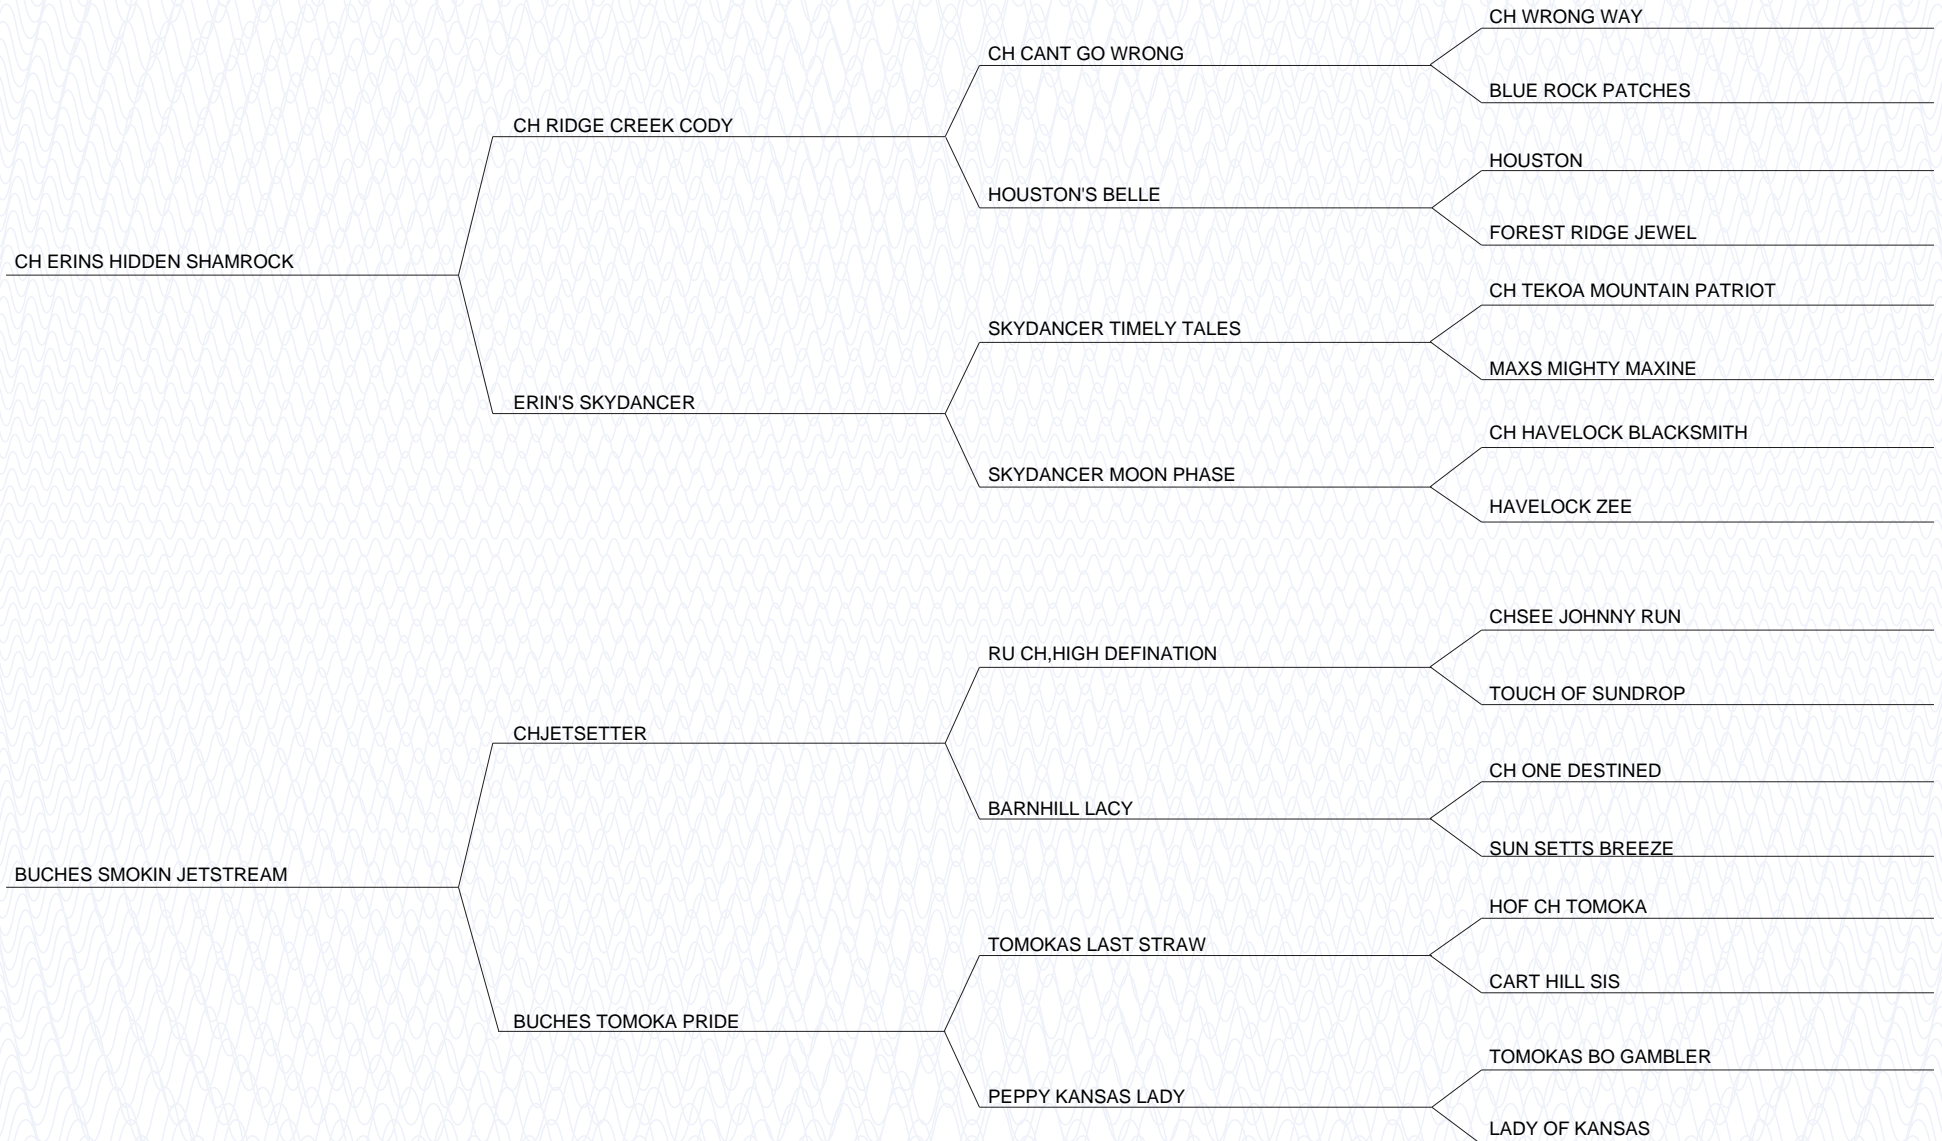 CH WRONG WAY
CH CANT GO WRONG
BLUE ROCK PATCHES
CH RIDGE CREEK CODY
HOUSTON
HOUSTON'S BELLE
FOREST RIDGE JEWEL
CH ERINS HIDDEN SHAMROCK
CH TEKOA MOUNTAIN PATRIOT
SKYDANCER TIMELY TALES
MAXS MIGHTY MAXINE
ERIN'S SKYDANCER
CH HAVELOCK BLACKSMITH
SKYDANCER MOON PHASE
HAVELOCK ZEE
CHSEE JOHNNY RUN
RU CH,HIGH DEFINATION
TOUCH OF SUNDROP
CHJETSETTER
CH ONE DESTINED
BARNHILL LACY
SUN SETTS BREEZE
BUCHES SMOKIN JETSTREAM
HOF CH TOMOKA
TOMOKAS LAST STRAW
CART HILL SIS
BUCHES TOMOKA PRIDE
TOMOKAS BO GAMBLER
PEPPY KANSAS LADY
LADY OF KANSAS